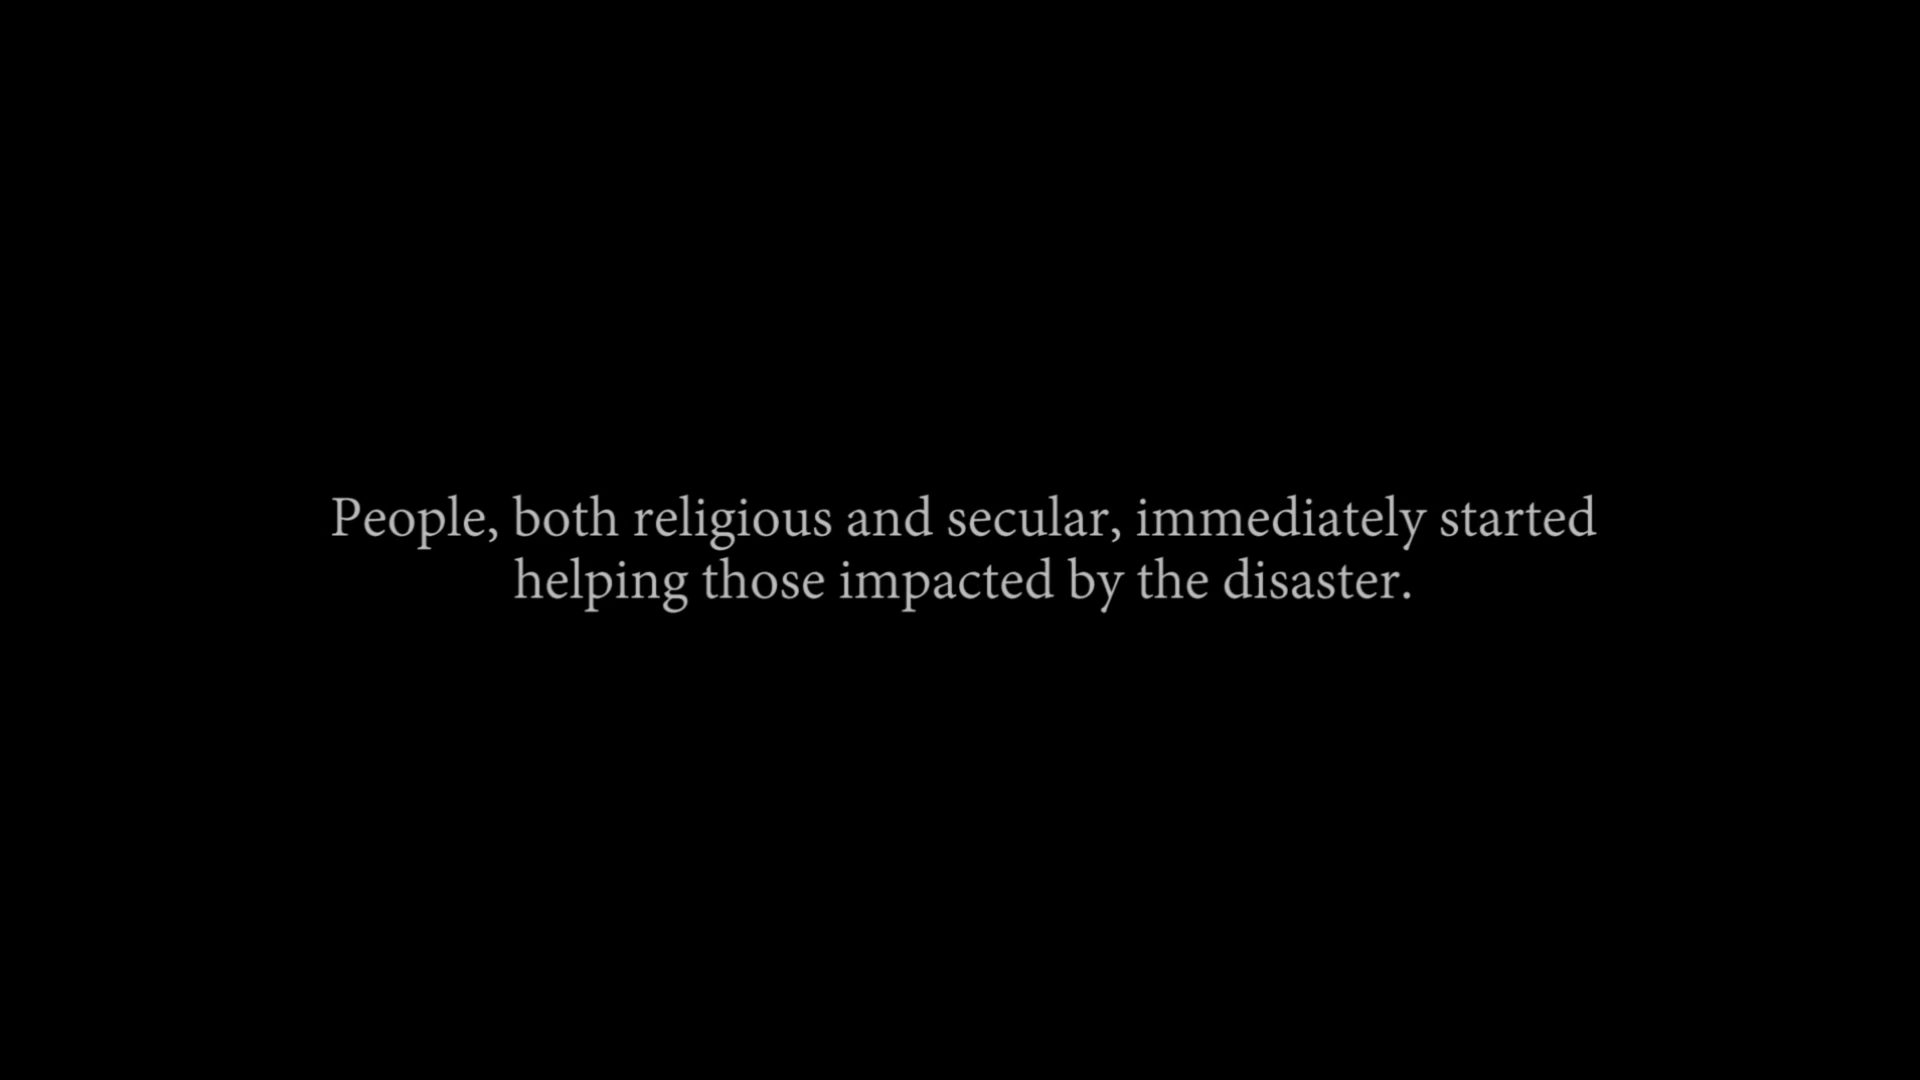 People, both religious and secular, immediately started
helping those impacted by the disaster.